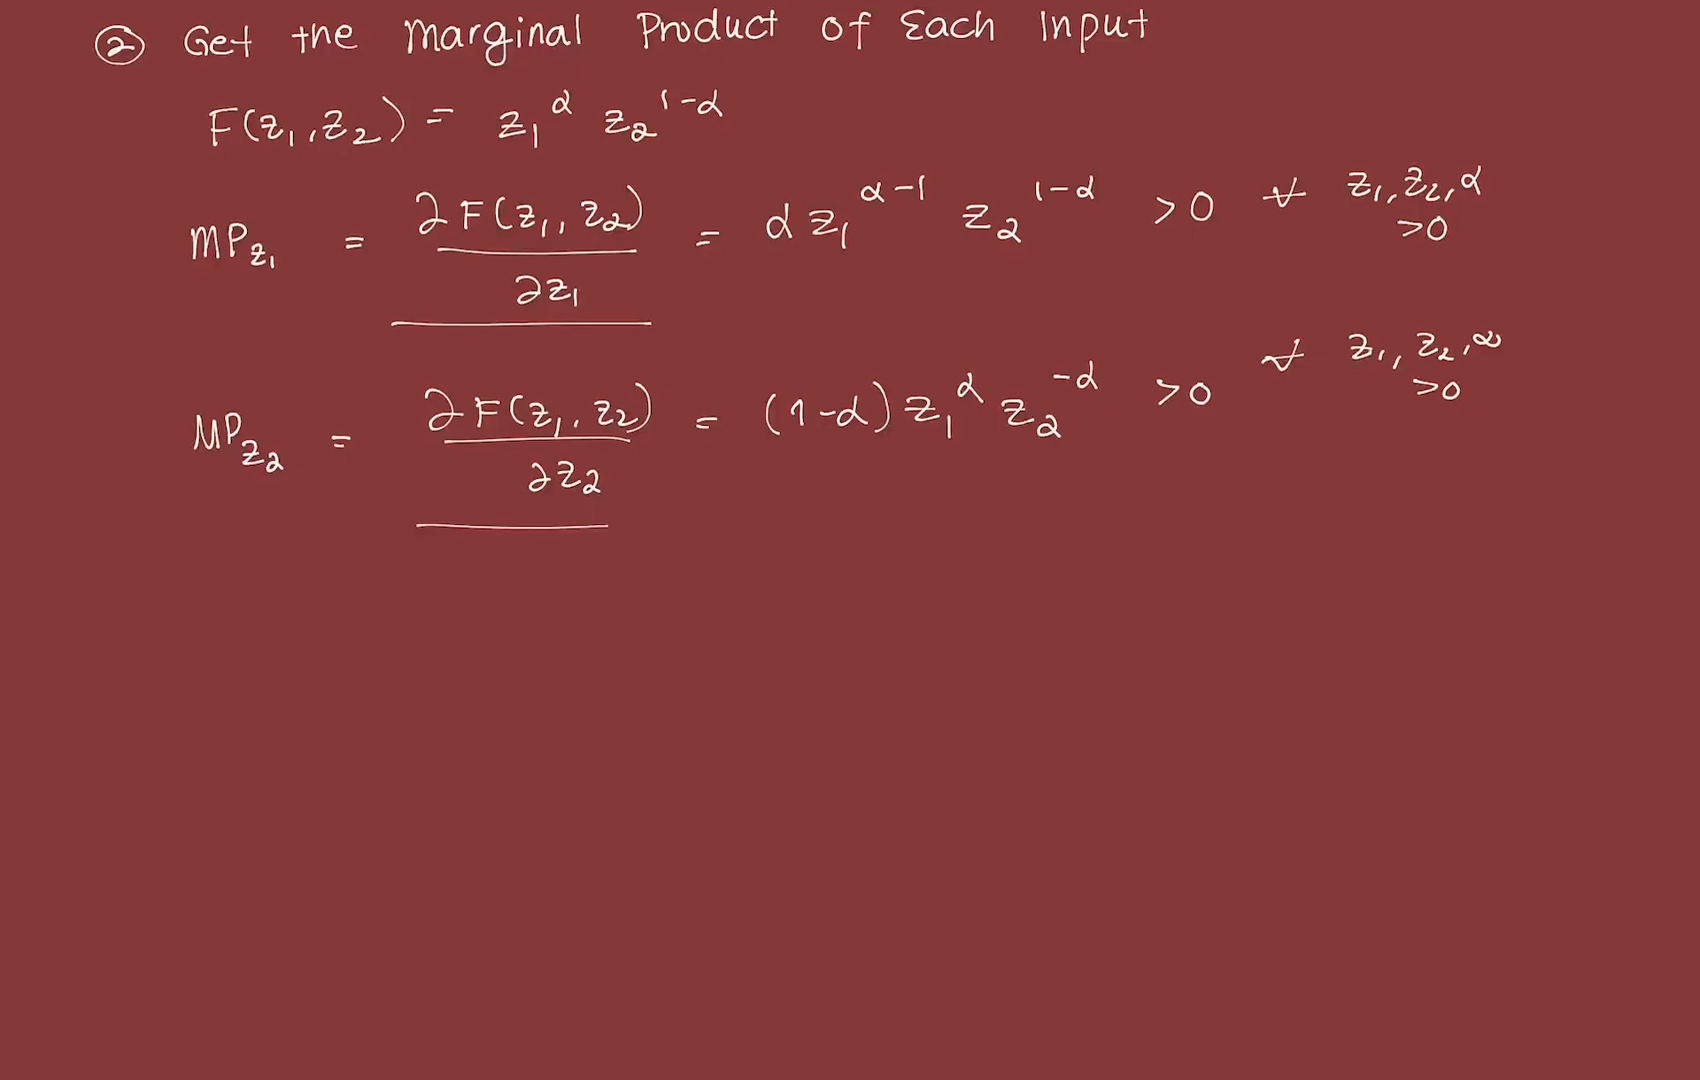 ② Get the Marginal Product of Each Input
F(z₁, z₂) = z₁^α z₂^(1-α)
MP_z₁ = ∂F(z₁, z₂)/∂z₁ = α z₁^(α-1) z₂^(1-α) >0 ∀ z₁, z₂, α >0
MP_z₂ = ∂F(z₁, z₂)/∂z₂ = (1-α) z₁^α z₂^(-α) >0 ∀ z₁, z₂, α >0